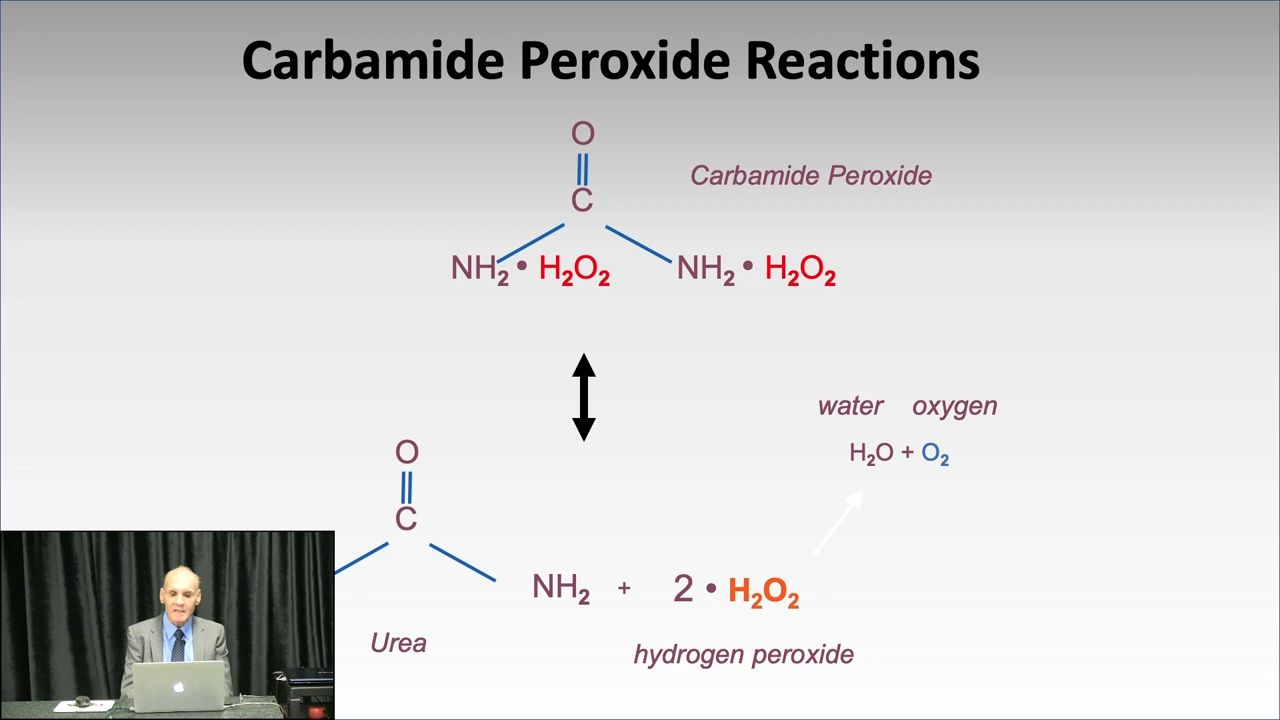 Carbamide Peroxide Reactions
O
Carbamide Peroxide
C
NH₂ • H₂O₂ NH₂ • H₂O₂
water oxygen
H₂O + O₂
O
C
NH₂ + 2 • H₂O₂
Urea
hydrogen peroxide